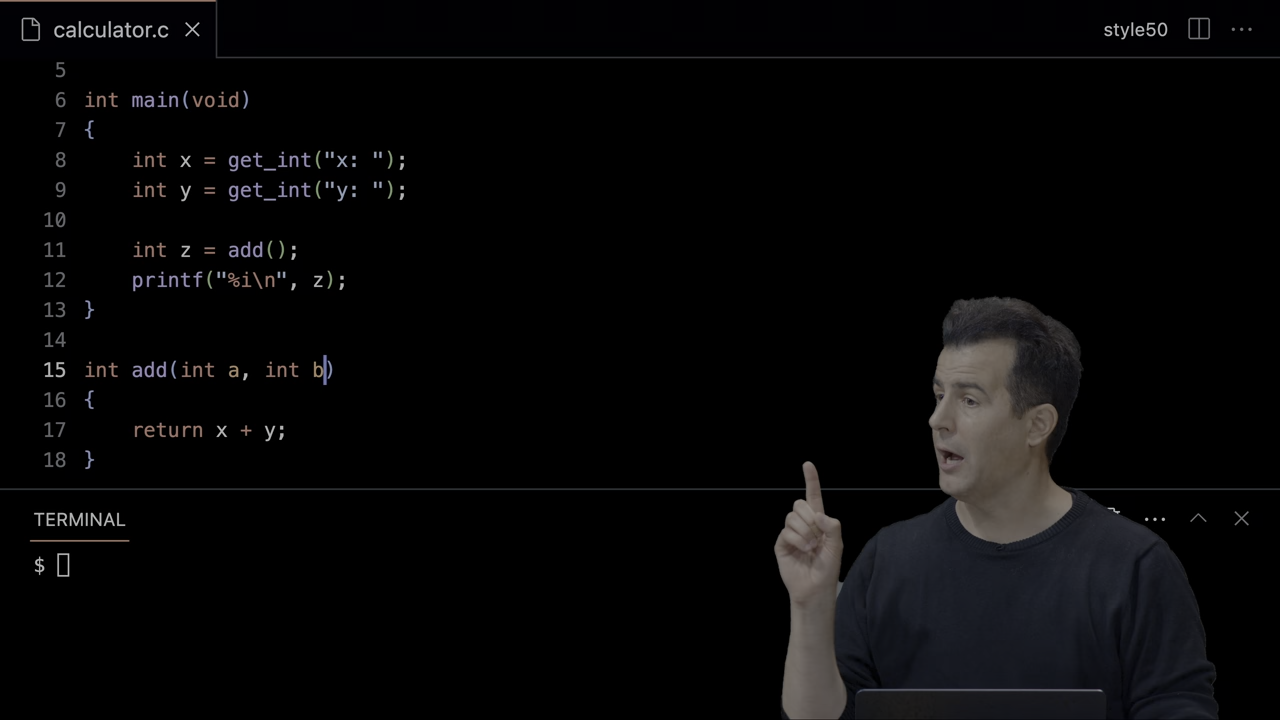 calculator.c
style50
5
6 int main(void)
7 {
8     int x = get_int("x: ");
9     int y = get_int("y: ");
10
11     int z = add();
12     printf("%i\n", z);
13 }
14
15 int add(int a, int b)
16 {
17     return x + y;
18 }
TERMINAL
$